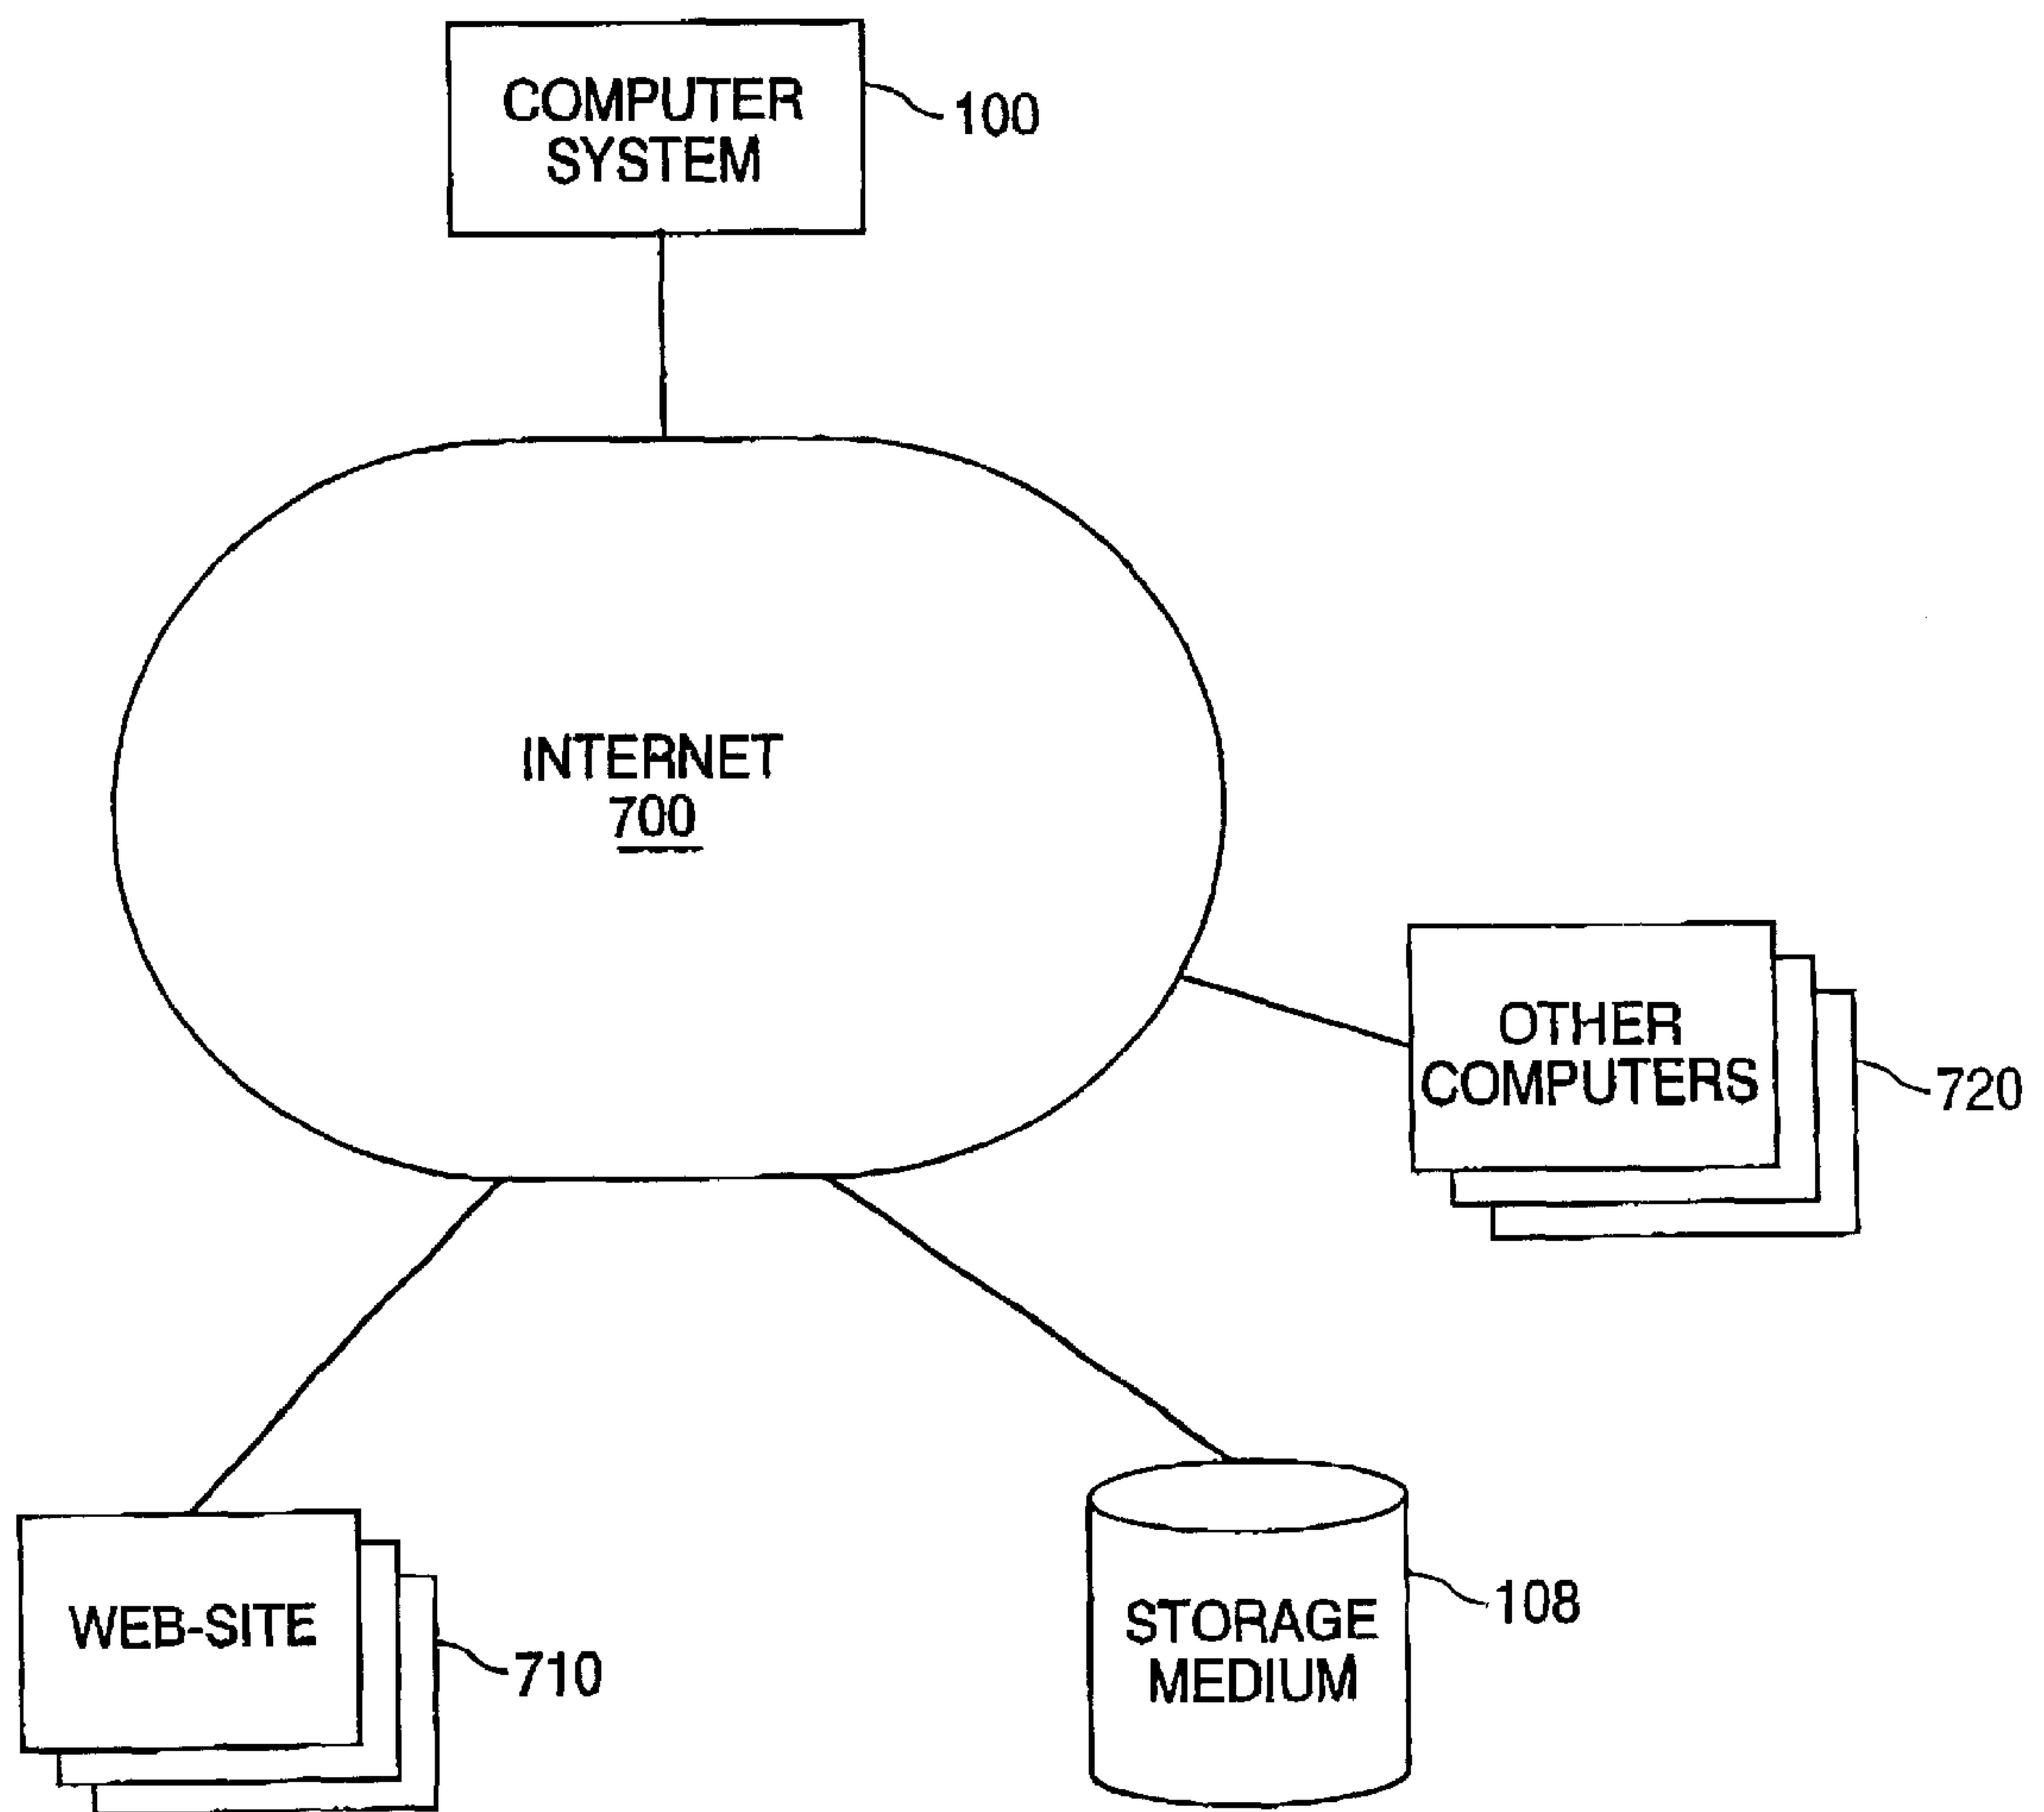 COMPUTER
SYSTEM
100
INTERNET
700
OTHER
COMPUTERS
720
WEB-SITE
710
STORAGE
MEDIUM
108